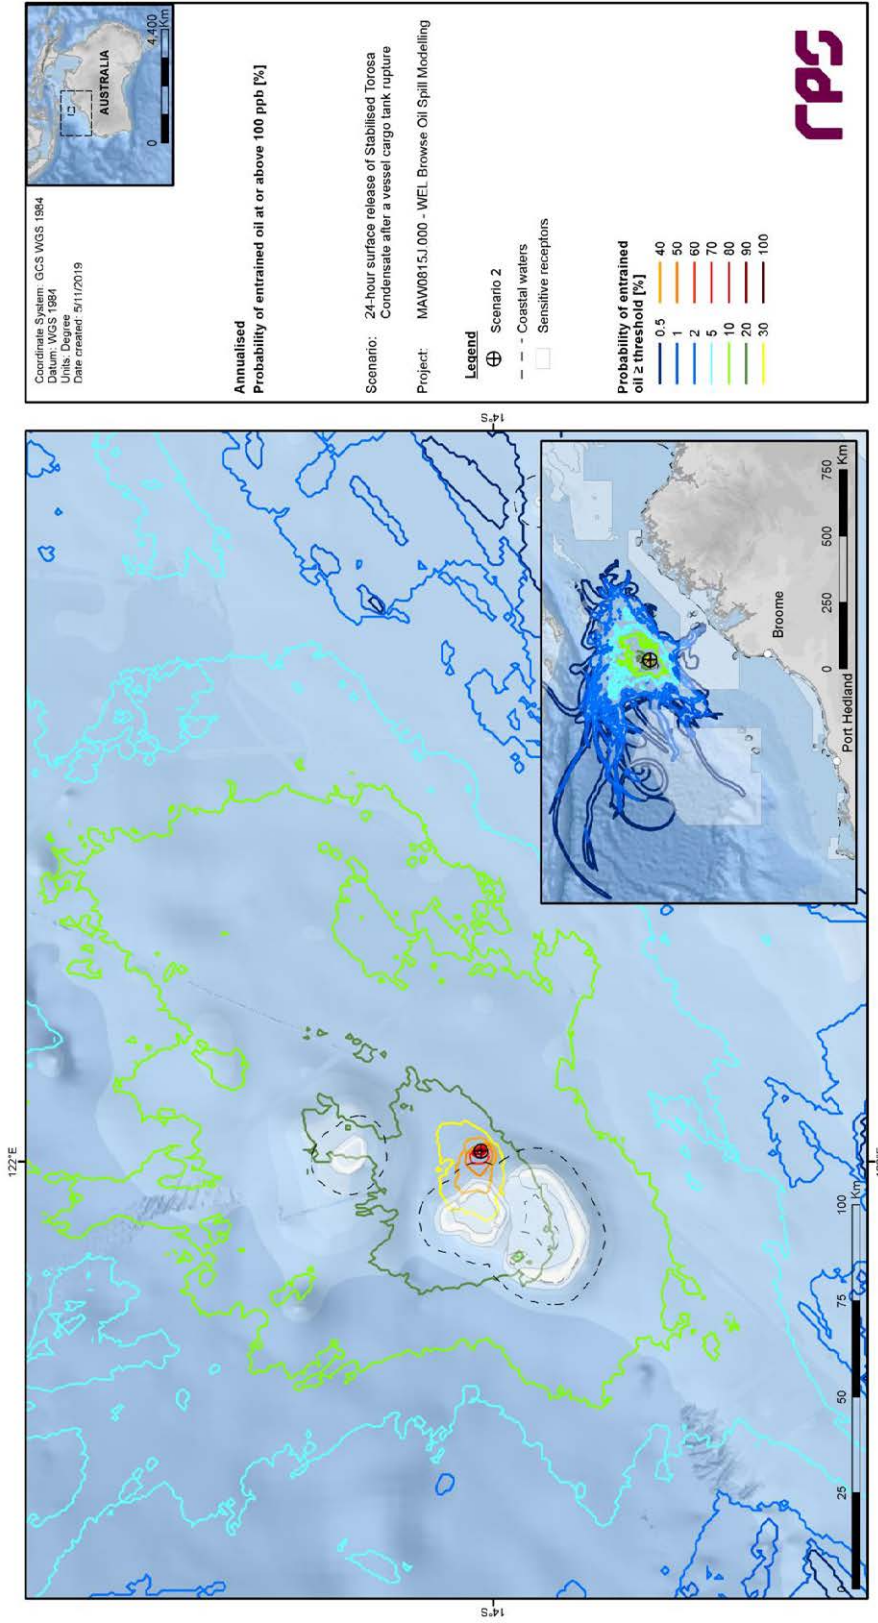 Coordinate System: GCS WGS 1984
Datum: WGS 1984
Units: Degree
Date created: 5/11/2019
AUSTRALIA
0
4,400
Km
Annualised
Probability of entrained oil at or above 100 ppb [%]
Scenario: 24-hour surface release of Stabilised Torosa
Condensate after a vessel cargo tank rupture
Project: MAW0815J.000 - WEL Browse Oil Spill Modelling
Legend
Scenario 2
Coastal waters
Sensitive receptors
Probability of entrained
oil ≥ threshold [%]
0.5 40
1 50
2 60
5 70
10 80
20 90
30 100
rps
122°E
14°S
14°S
0 25 50 75 100
Km
Port Hedland
Broome
0 250 500 750
Km